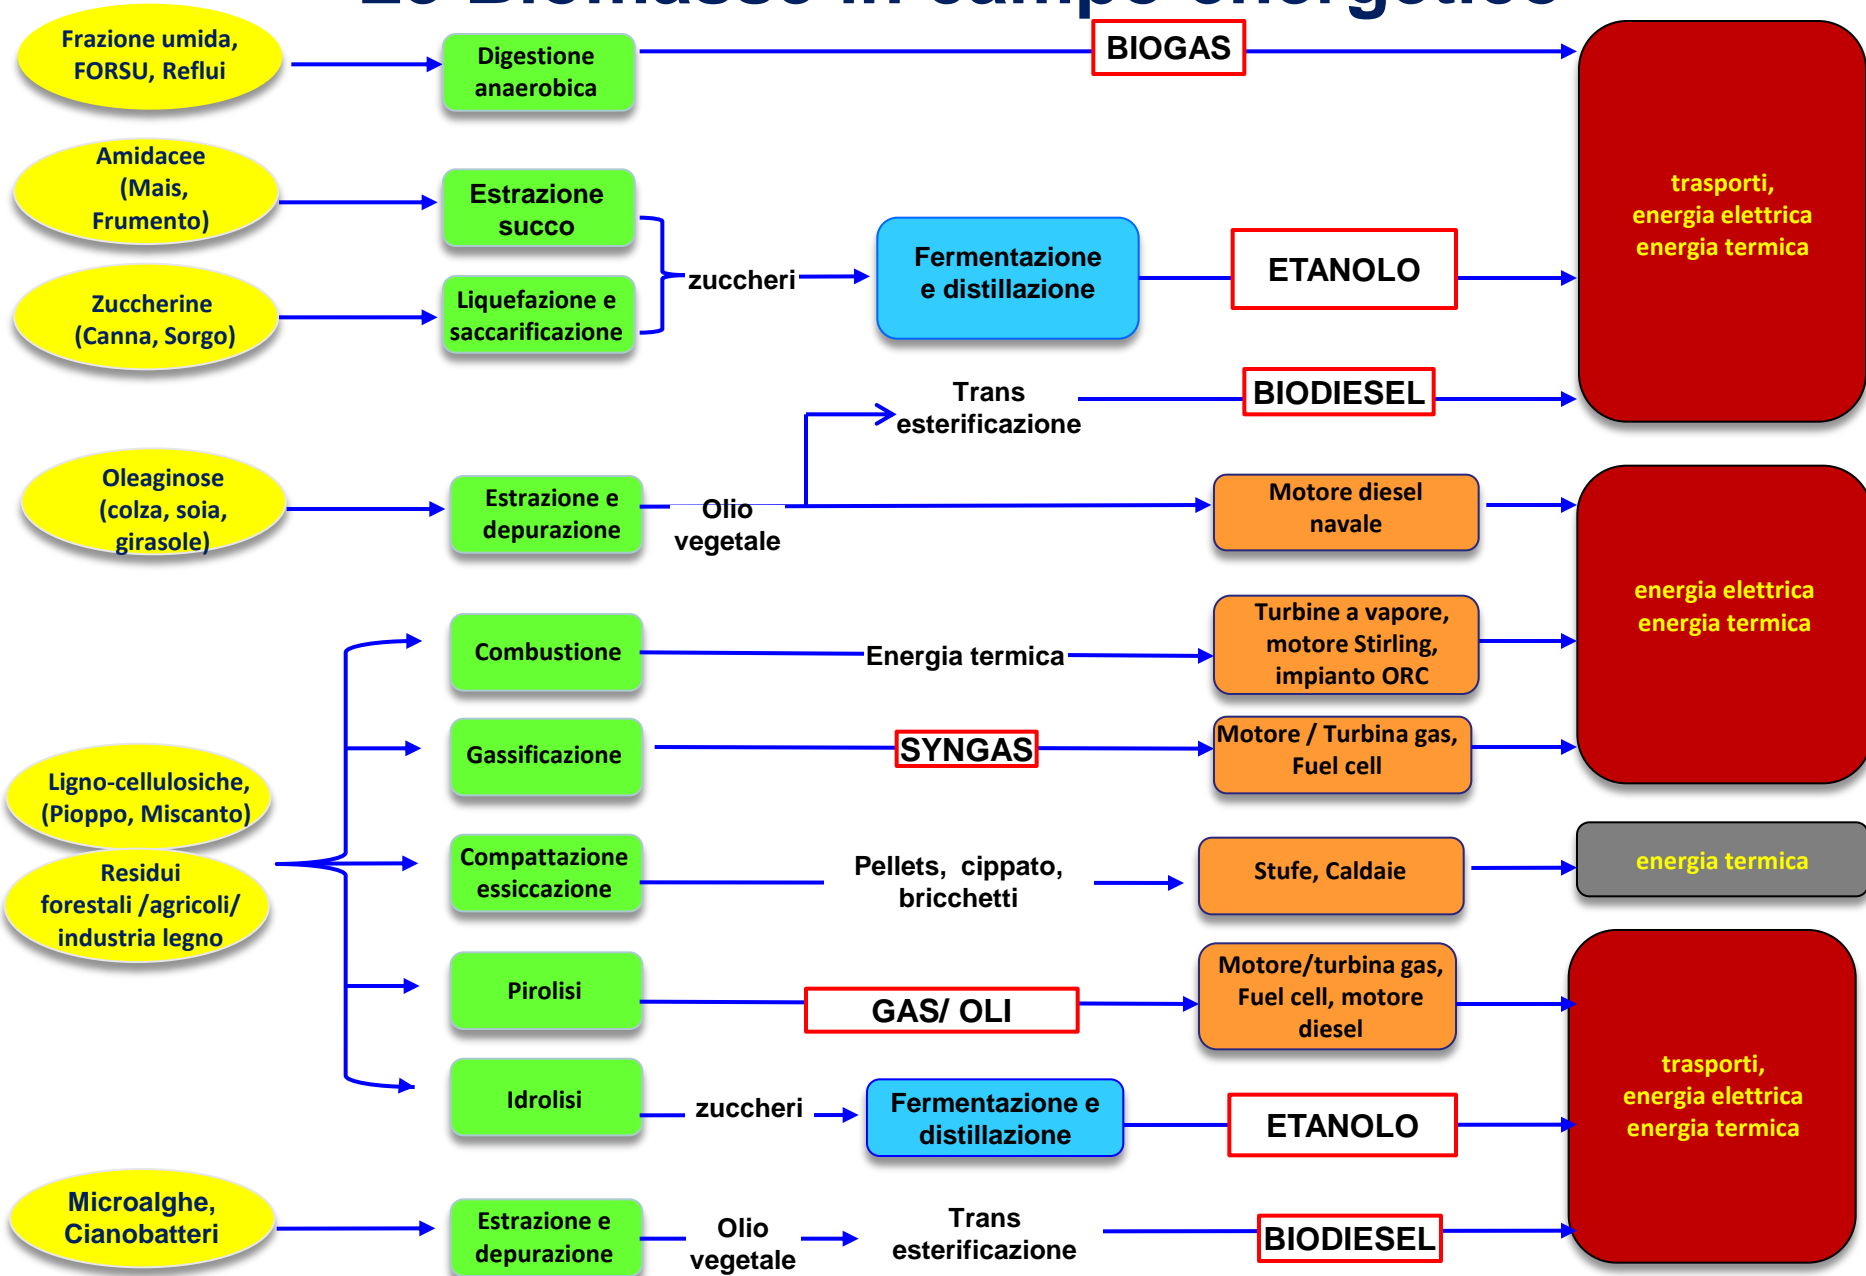 Le Biomasse in campo energetico
Frazione umida,
FORSU, Reflui
Digestione
anaerobica
BIOGAS
trasporti,
energia elettrica
energia termica
Amidacee
(Mais,
Frumento)
Estrazione
succo
Zuccherine
(Canna, Sorgo)
Liquefazione e
saccarificazione
zuccheri
Fermentazione
e distillazione
ETANOLO
Trans
esterificazione
BIODIESEL
Oleaginose
(colza, soia,
girasole)
Estrazione e
depurazione
Olio
vegetale
Motore diesel
navale
energia elettrica
energia termica
Combustione
Energia termica
Turbine a vapore,
motore Stirling,
impianto ORC
Gassificazione
SYNGAS
Motore / Turbina gas,
Fuel cell
Ligno-cellulosiche,
(Pioppo, Miscanto)
Residui
forestali /agricoli/
industria legno
Compattazione
essiccazione
Pellets, cippato,
bricchetti
Stufe, Caldaie
energia termica
Pirolisi
GAS/ OLI
Motore/turbina gas,
Fuel cell, motore
diesel
trasporti,
energia elettrica
energia termica
Idrolisi
zuccheri
Fermentazione e
distillazione
ETANOLO
Microalghe,
Cianobatteri
Estrazione e
depurazione
Olio
vegetale
Trans
esterificazione
BIODIESEL